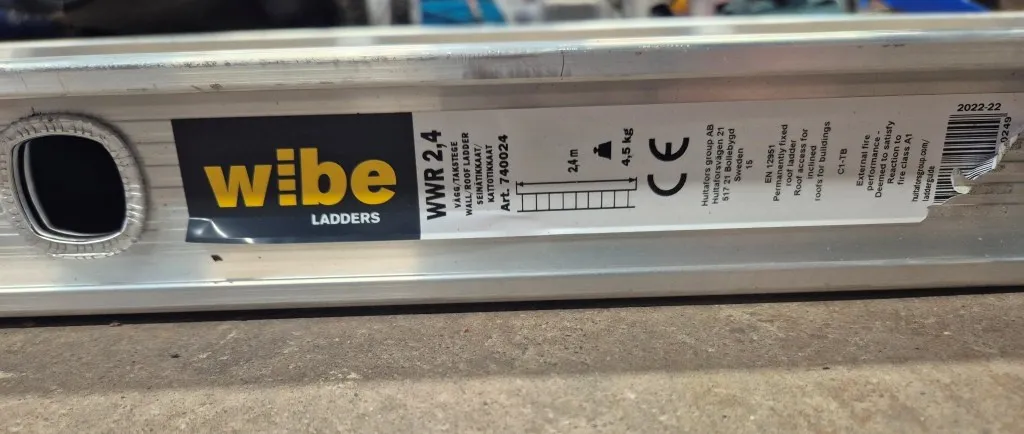 wibe
LADDERS
WWR 2,4
VÄGG/TAKSTEGE
WALL/ROOF LADDER
SEINÄTIKKAAT/
KATTOTIKKAAT
Art. 740024
2,4 m
4,5 kg
CE
Hultafors group AB
Hultaforsvägen 21
517 21 Bollebygd
Sweden
15
EN 12951
Permanently fixed
roof ladder
Roof access for
inclined
roofs for buildings
C1-TB
External fire
performance -
Deemed to satisfy
Reaction to
fire class A1
hultaforsgroup.com/
ladderguide
2022-22